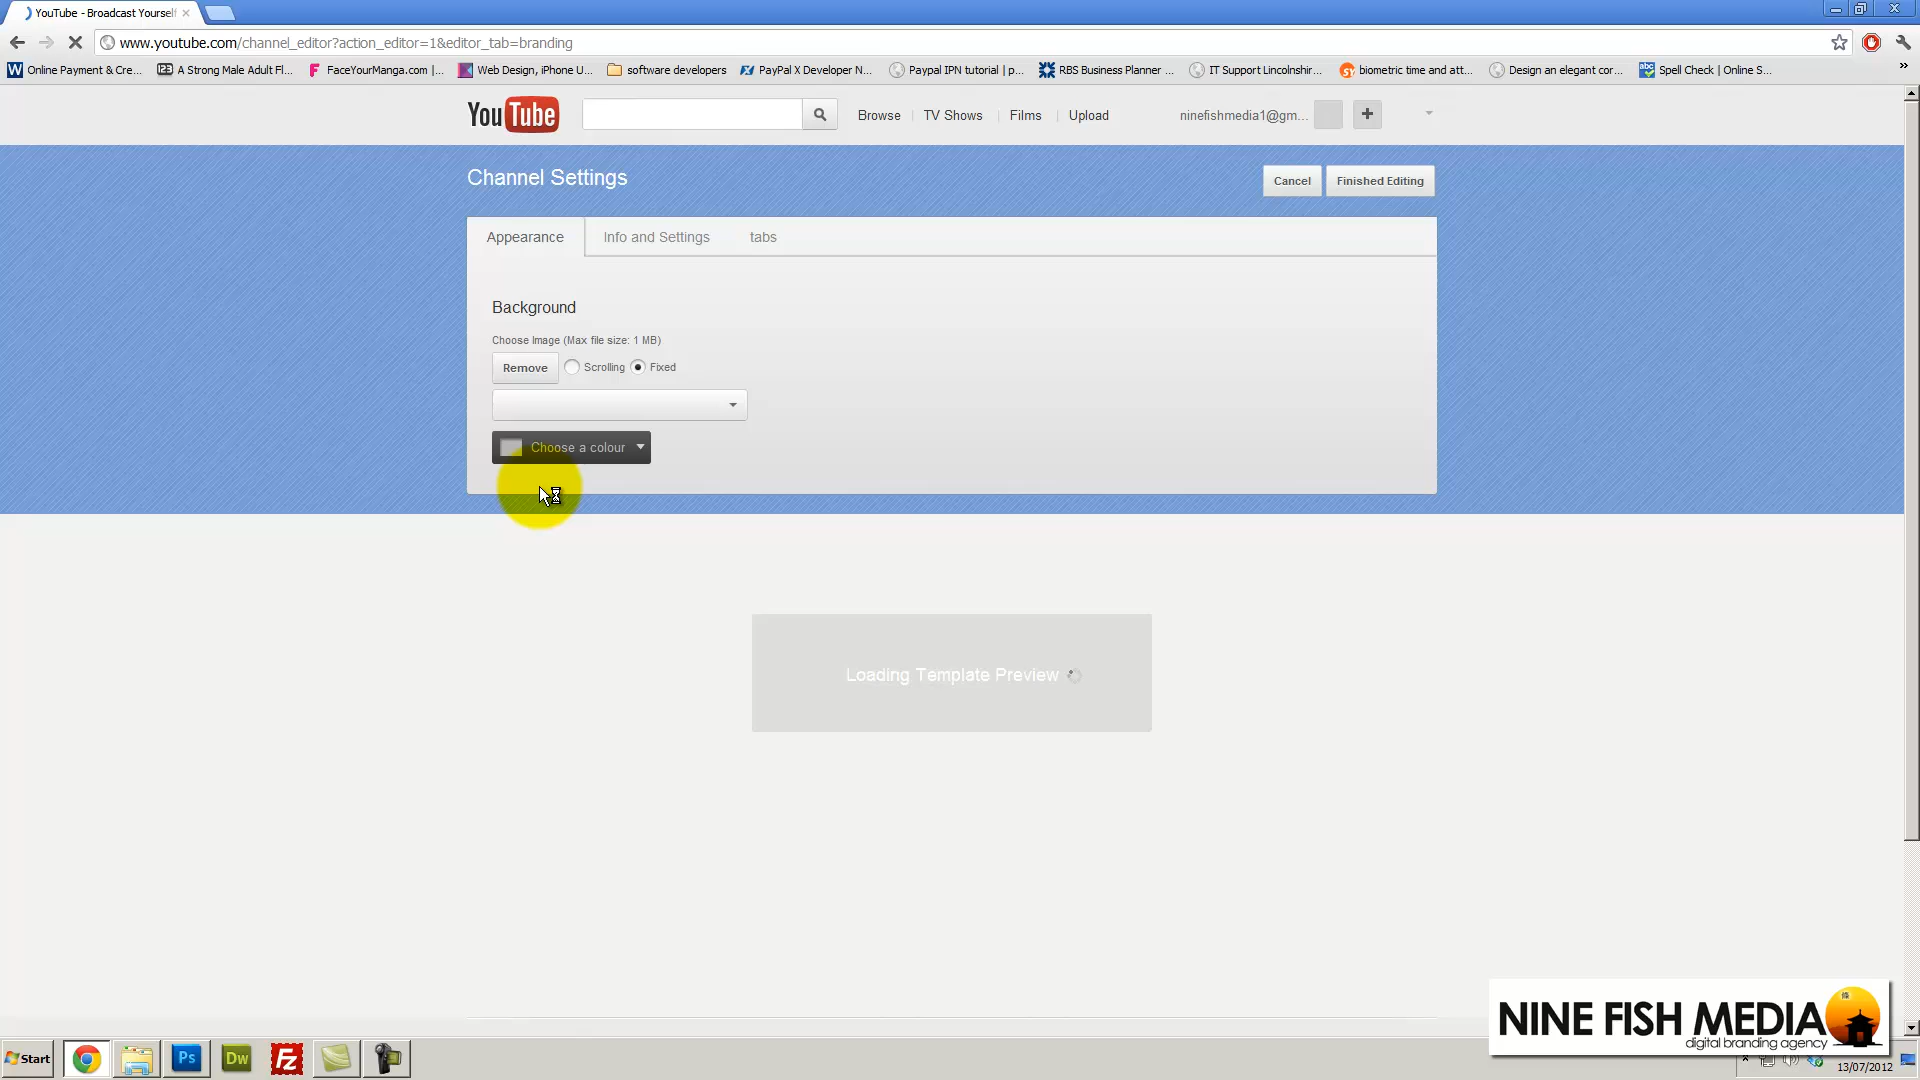 YouTube - Broadcast Yourself
www.youtube.com/channel_editor?action_editor=1&editor_tab=branding
Online Payment & Cre...
A Strong Male Adult Fl...
FaceYourManga.com |...
Web Design, iPhone U...
software developers
PayPal X Developer N...
Paypal IPN tutorial | p...
RBS Business Planner ...
IT Support Lincolnshir...
biometric time and att...
Design an elegant cor...
Spell Check | Online S...
YouTube
Browse
TV Shows
Films
Upload
ninefishmedia1@gm...
Channel Settings
Cancel
Finished Editing
Appearance
Info and Settings
tabs
Background
Choose Image (Max file size: 1 MB)
Remove
Scrolling
Fixed
Choose a colour
Loading Template Preview
NINE FISH MEDIA
digital branding agency
Start
Ps
Dw
Fz
13/07/2012